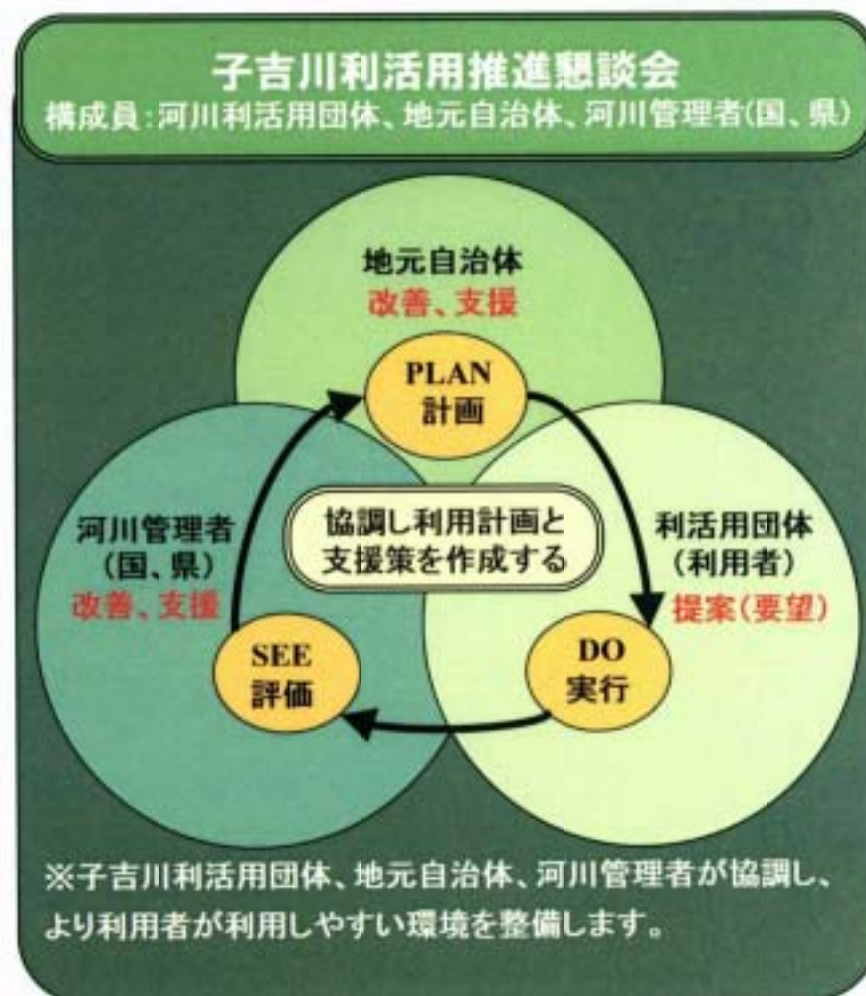 子吉川利活用推進懇談会
構成員:河川利活用団体、地元自治体、河川管理者(国、県)
地元自治体
改善、支援
PLAN
計画
河川管理者
(国、県)
改善、支援
協調し利用計画と
支援策を作成する
利活用団体
(利用者)
提案(要望)
SEE
評価
DO
実行
※子吉川利活用団体、地元自治体、河川管理者が協調し、
より利用者が利用しやすい環境を整備します。